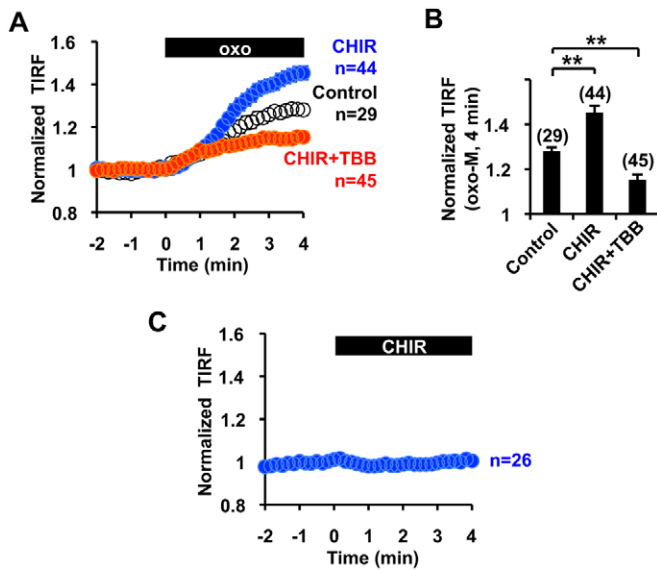 A
Normalized TIRF
1.6
1.4
1.2
1
0.8
oxo
CHIR
n=44
Control
n=29
CHIR+TBB
n=45
-2 -1 0 1 2 3 4
Time (min)
B
Normalized TIRF
(oxo-M, 4 min)
1.4
1.2
1
**
**
(29)
(44)
(45)
Control
CHIR
CHIR+TBB
C
Normalized TIRF
1.6
1.4
1.2
1
0.8
CHIR
n=26
-2 -1 0 1 2 3 4
Time (min)